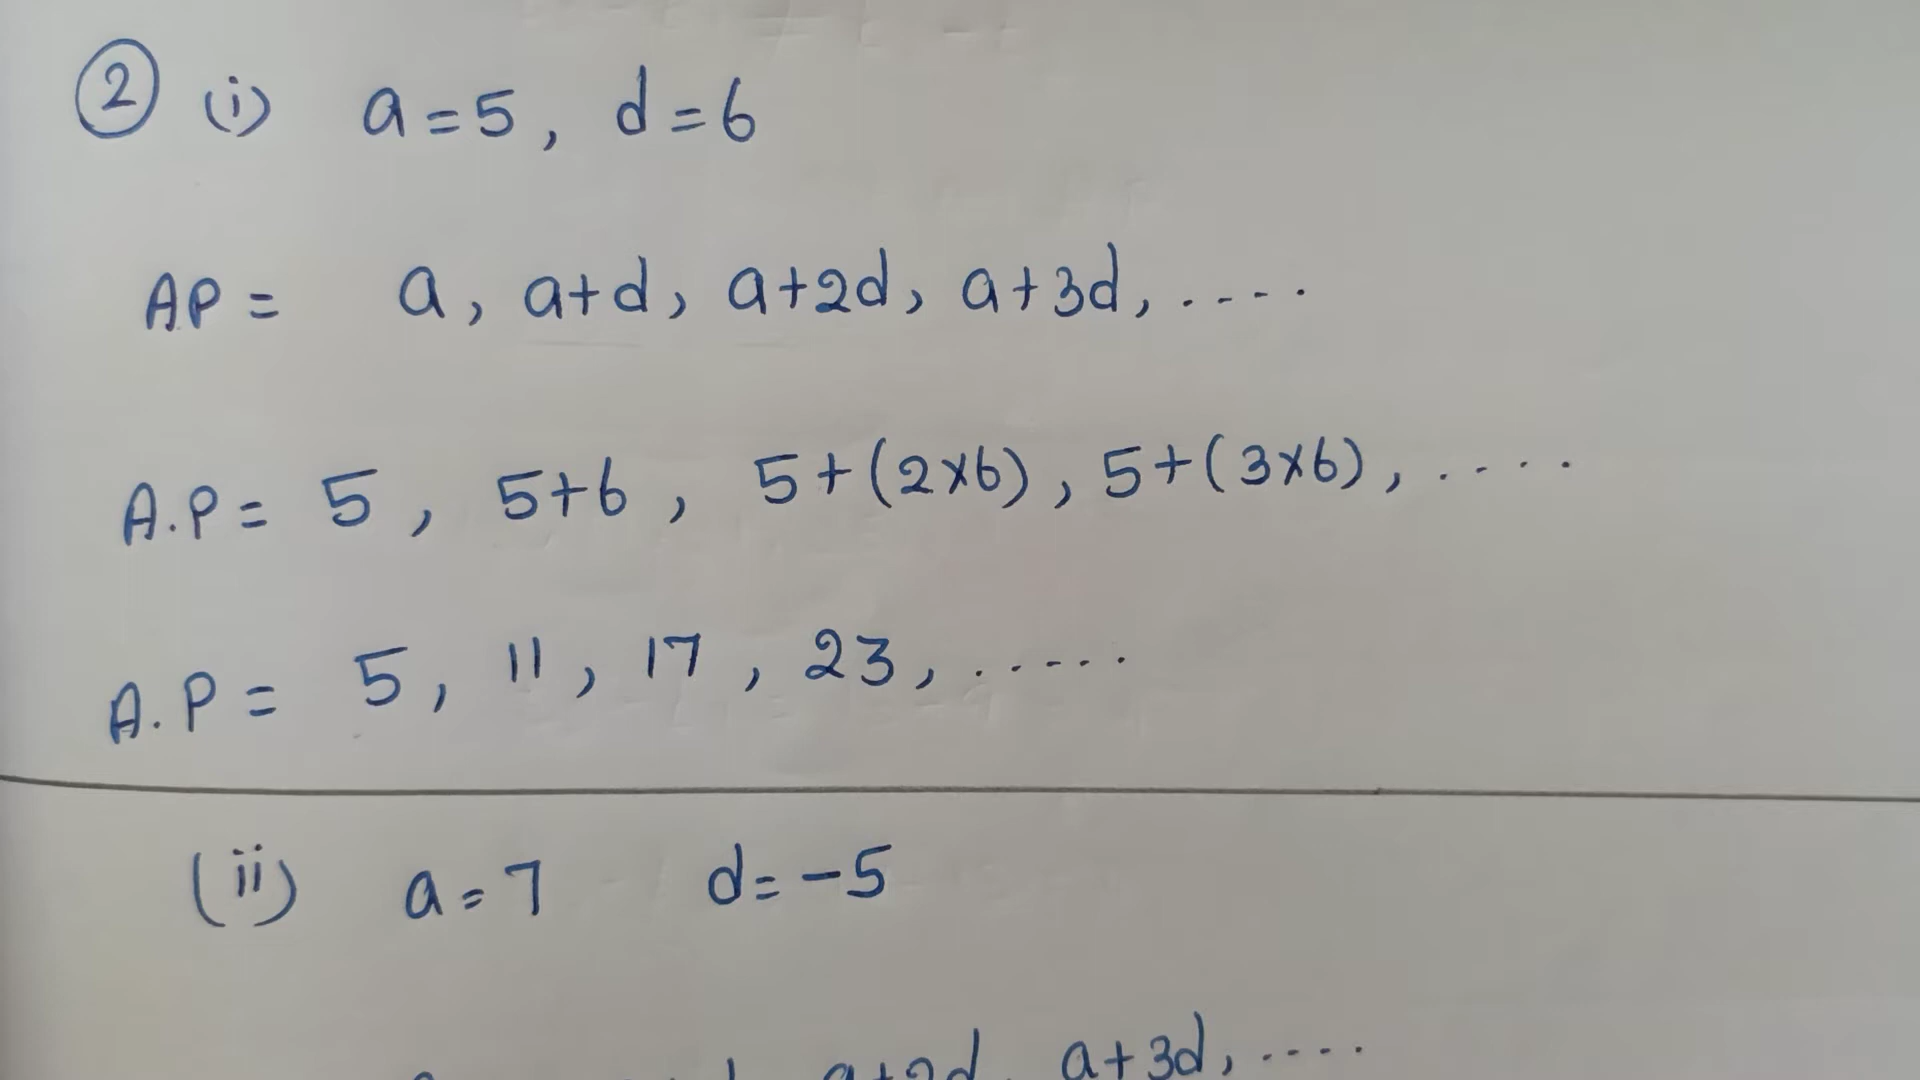 ② (i) a = 5, d = 6
AP = a, a+d, a+2d, a+3d, ....
A.P = 5, 5+6, 5+(2×6), 5+(3×6), ....
A.P = 5, 11, 17, 23, .....
(ii) a = 7 d = -5
a+2d, a+3d, ....